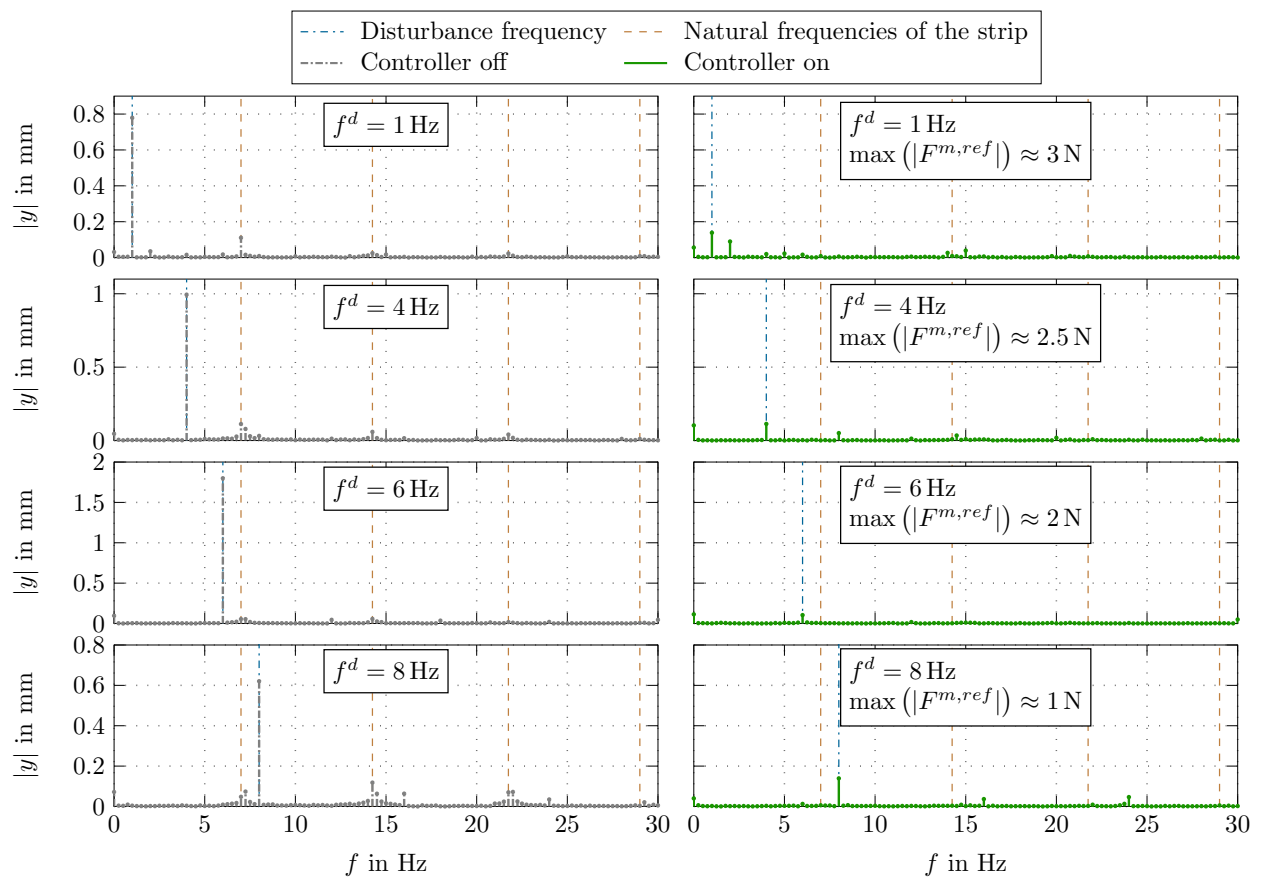 Disturbance frequency Natural frequencies of the strip
Controller off Controller on
|y| in mm
0.8
0.6
0.4
0.2
0
f^d = 1 Hz
f^d = 1 Hz
max (|F^{m,ref}|) ≈ 3 N
|y| in mm
1
0.5
0
f^d = 4 Hz
f^d = 4 Hz
max (|F^{m,ref}|) ≈ 2.5 N
|y| in mm
2
1.5
1
0.5
0
f^d = 6 Hz
f^d = 6 Hz
max (|F^{m,ref}|) ≈ 2 N
|y| in mm
0.8
0.6
0.4
0.2
0
f^d = 8 Hz
f^d = 8 Hz
max (|F^{m,ref}|) ≈ 1 N
0 5 10 15 20 25 30
0 5 10 15 20 25 30
f in Hz
f in Hz